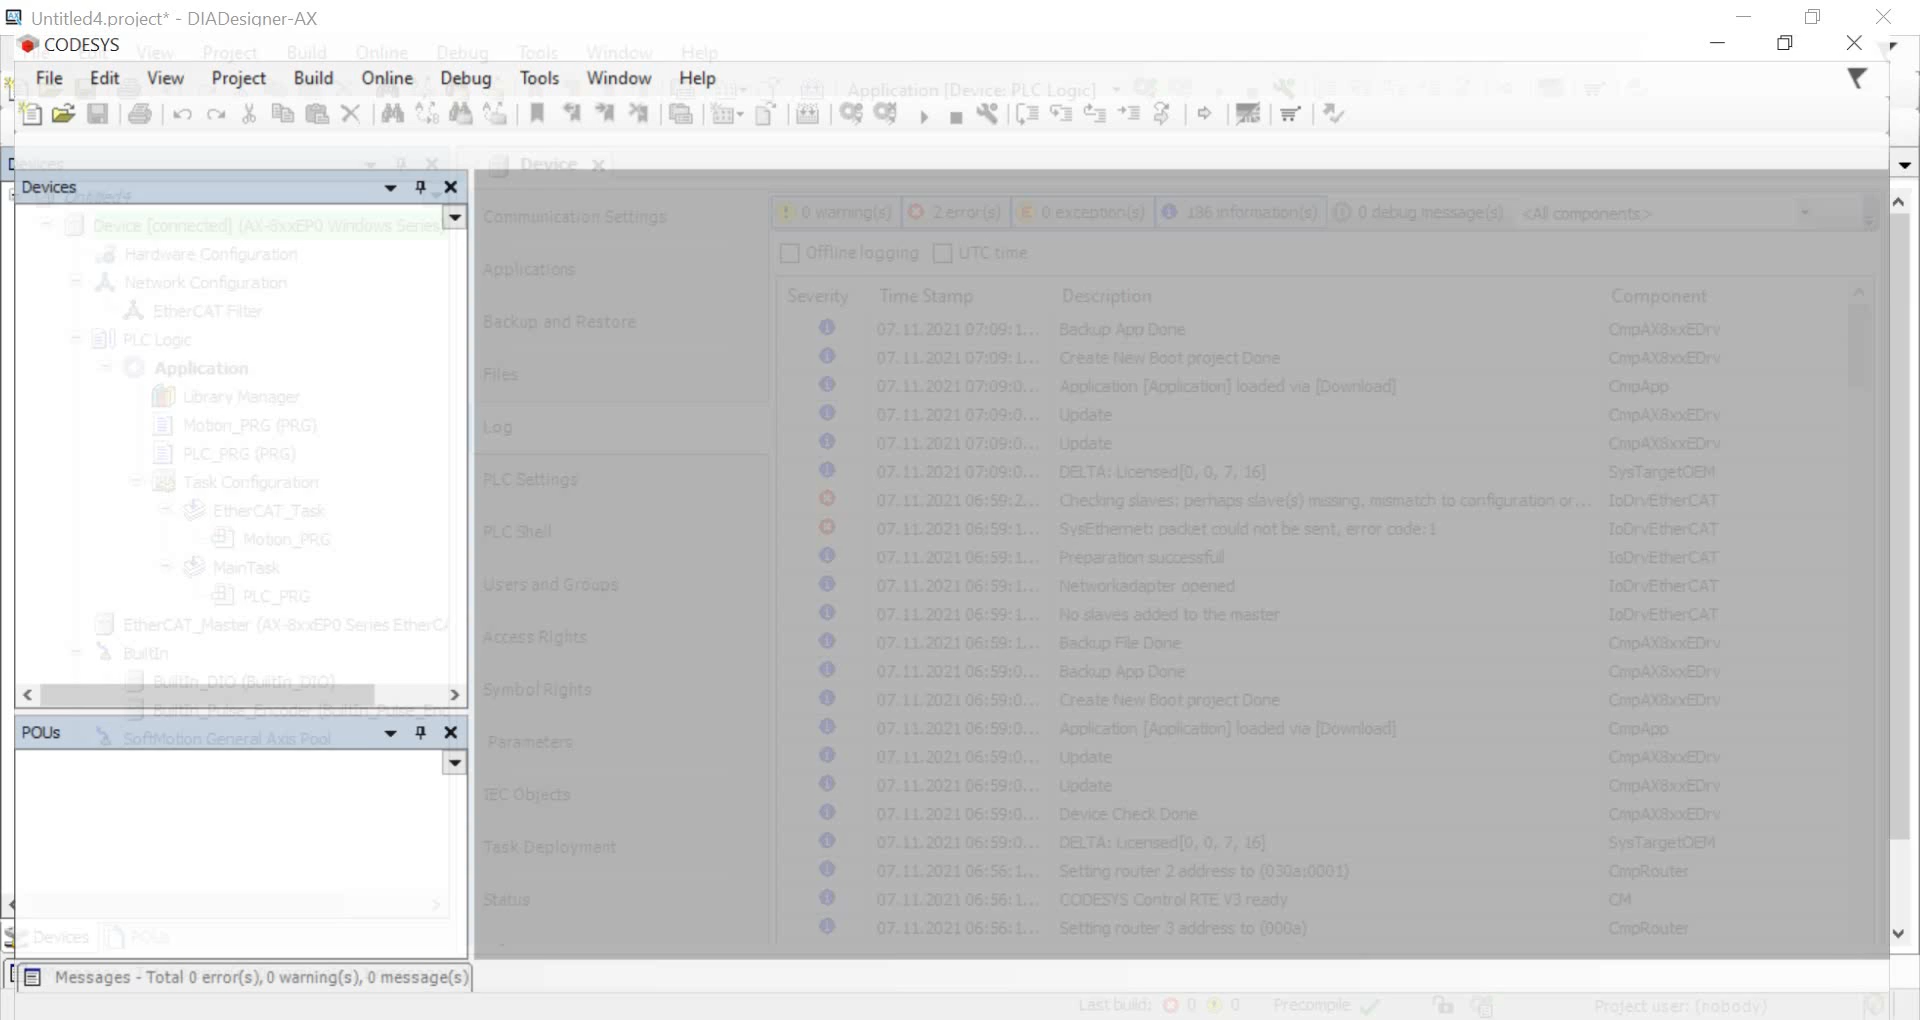 Untitled4.project* - DIADesigner-AX
CODESYS
File Edit View Project Build Online Debug Tools Window Help
View Project Build Online Debug Tools Window Help
Application [Device: PLC Logic]
Devices
Untitled4
Device [connected] (AX-8xxEP0 Windows Series)
Hardware Configuration
Network Configuration
EtherCAT Filter
PLC Logic
Application
Library Manager
Motion_PRG (PRG)
PLC_PRG (PRG)
Task Configuration
EtherCAT_Task
Motion_PRG
MainTask
PLC_PRG
EtherCAT_Master (AX-8xxEP0 Series EtherCA
BuiltIn
BuiltIn_DIO (BuiltIn_DIO)
BuiltIn_Pulse_Encoder (BuiltIn_Pulse_Enc
POUs
SoftMotion General Axis Pool
Devices POUs
Messages - Total 0 error(s), 0 warning(s), 0 message(s)
Device
Communication Settings
Applications
Backup and Restore
Files
Log
PLC Settings
PLC Shell
Users and Groups
Access Rights
Symbol Rights
Parameters
IEC Objects
Task Deployment
Status
0 warning(s) 2 error(s) 0 exception(s) 136 information(s) 0 debug message(s) <All components>
Offline logging UTC time
Severity Time Stamp Description Component
07.11.2021 07:09:1... Backup App Done CmpAX8xxEDrv
07.11.2021 07:09:1... Create New Boot project Done CmpAX8xxEDrv
07.11.2021 07:09:0... Application [Application] loaded via [Download] CmpApp
07.11.2021 07:09:0... Update CmpAX8xxEDrv
07.11.2021 07:09:0... Update CmpAX8xxEDrv
07.11.2021 07:09:0... DELTA: Licensed[0, 0, 7, 16] SysTargetOEM
07.11.2021 06:59:2... Checking slaves: perhaps slave(s) missing, mismatch to configuration or... IoDrvEtherCAT
07.11.2021 06:59:1... SysEthernet: packet could not be sent, error code: 1 IoDrvEtherCAT
07.11.2021 06:59:1... Preparation successfull IoDrvEtherCAT
07.11.2021 06:59:1... Networkadapter opened IoDrvEtherCAT
07.11.2021 06:59:1... No slaves added to the master IoDrvEtherCAT
07.11.2021 06:59:1... Backup File Done CmpAX8xxEDrv
07.11.2021 06:59:1... Backup App Done CmpAX8xxEDrv
07.11.2021 06:59:1... Create New Boot project Done CmpAX8xxEDrv
07.11.2021 06:59:0... Application [Application] loaded via [Download] CmpApp
07.11.2021 06:59:0... Update CmpAX8xxEDrv
07.11.2021 06:59:0... Update CmpAX8xxEDrv
07.11.2021 06:59:0... Device Check Done CmpAX8xxEDrv
07.11.2021 06:59:0... DELTA: Licensed[0, 0, 7, 16] SysTargetOEM
07.11.2021 06:56:1... Setting router 2 address to (030a:0001) CmpRouter
07.11.2021 06:56:1... CODESYS Control RTE V3 ready CM
07.11.2021 06:56:1... Setting router 3 address to (000a) CmpRouter
Last build: 0 0 Precompile Project user: (nobody)